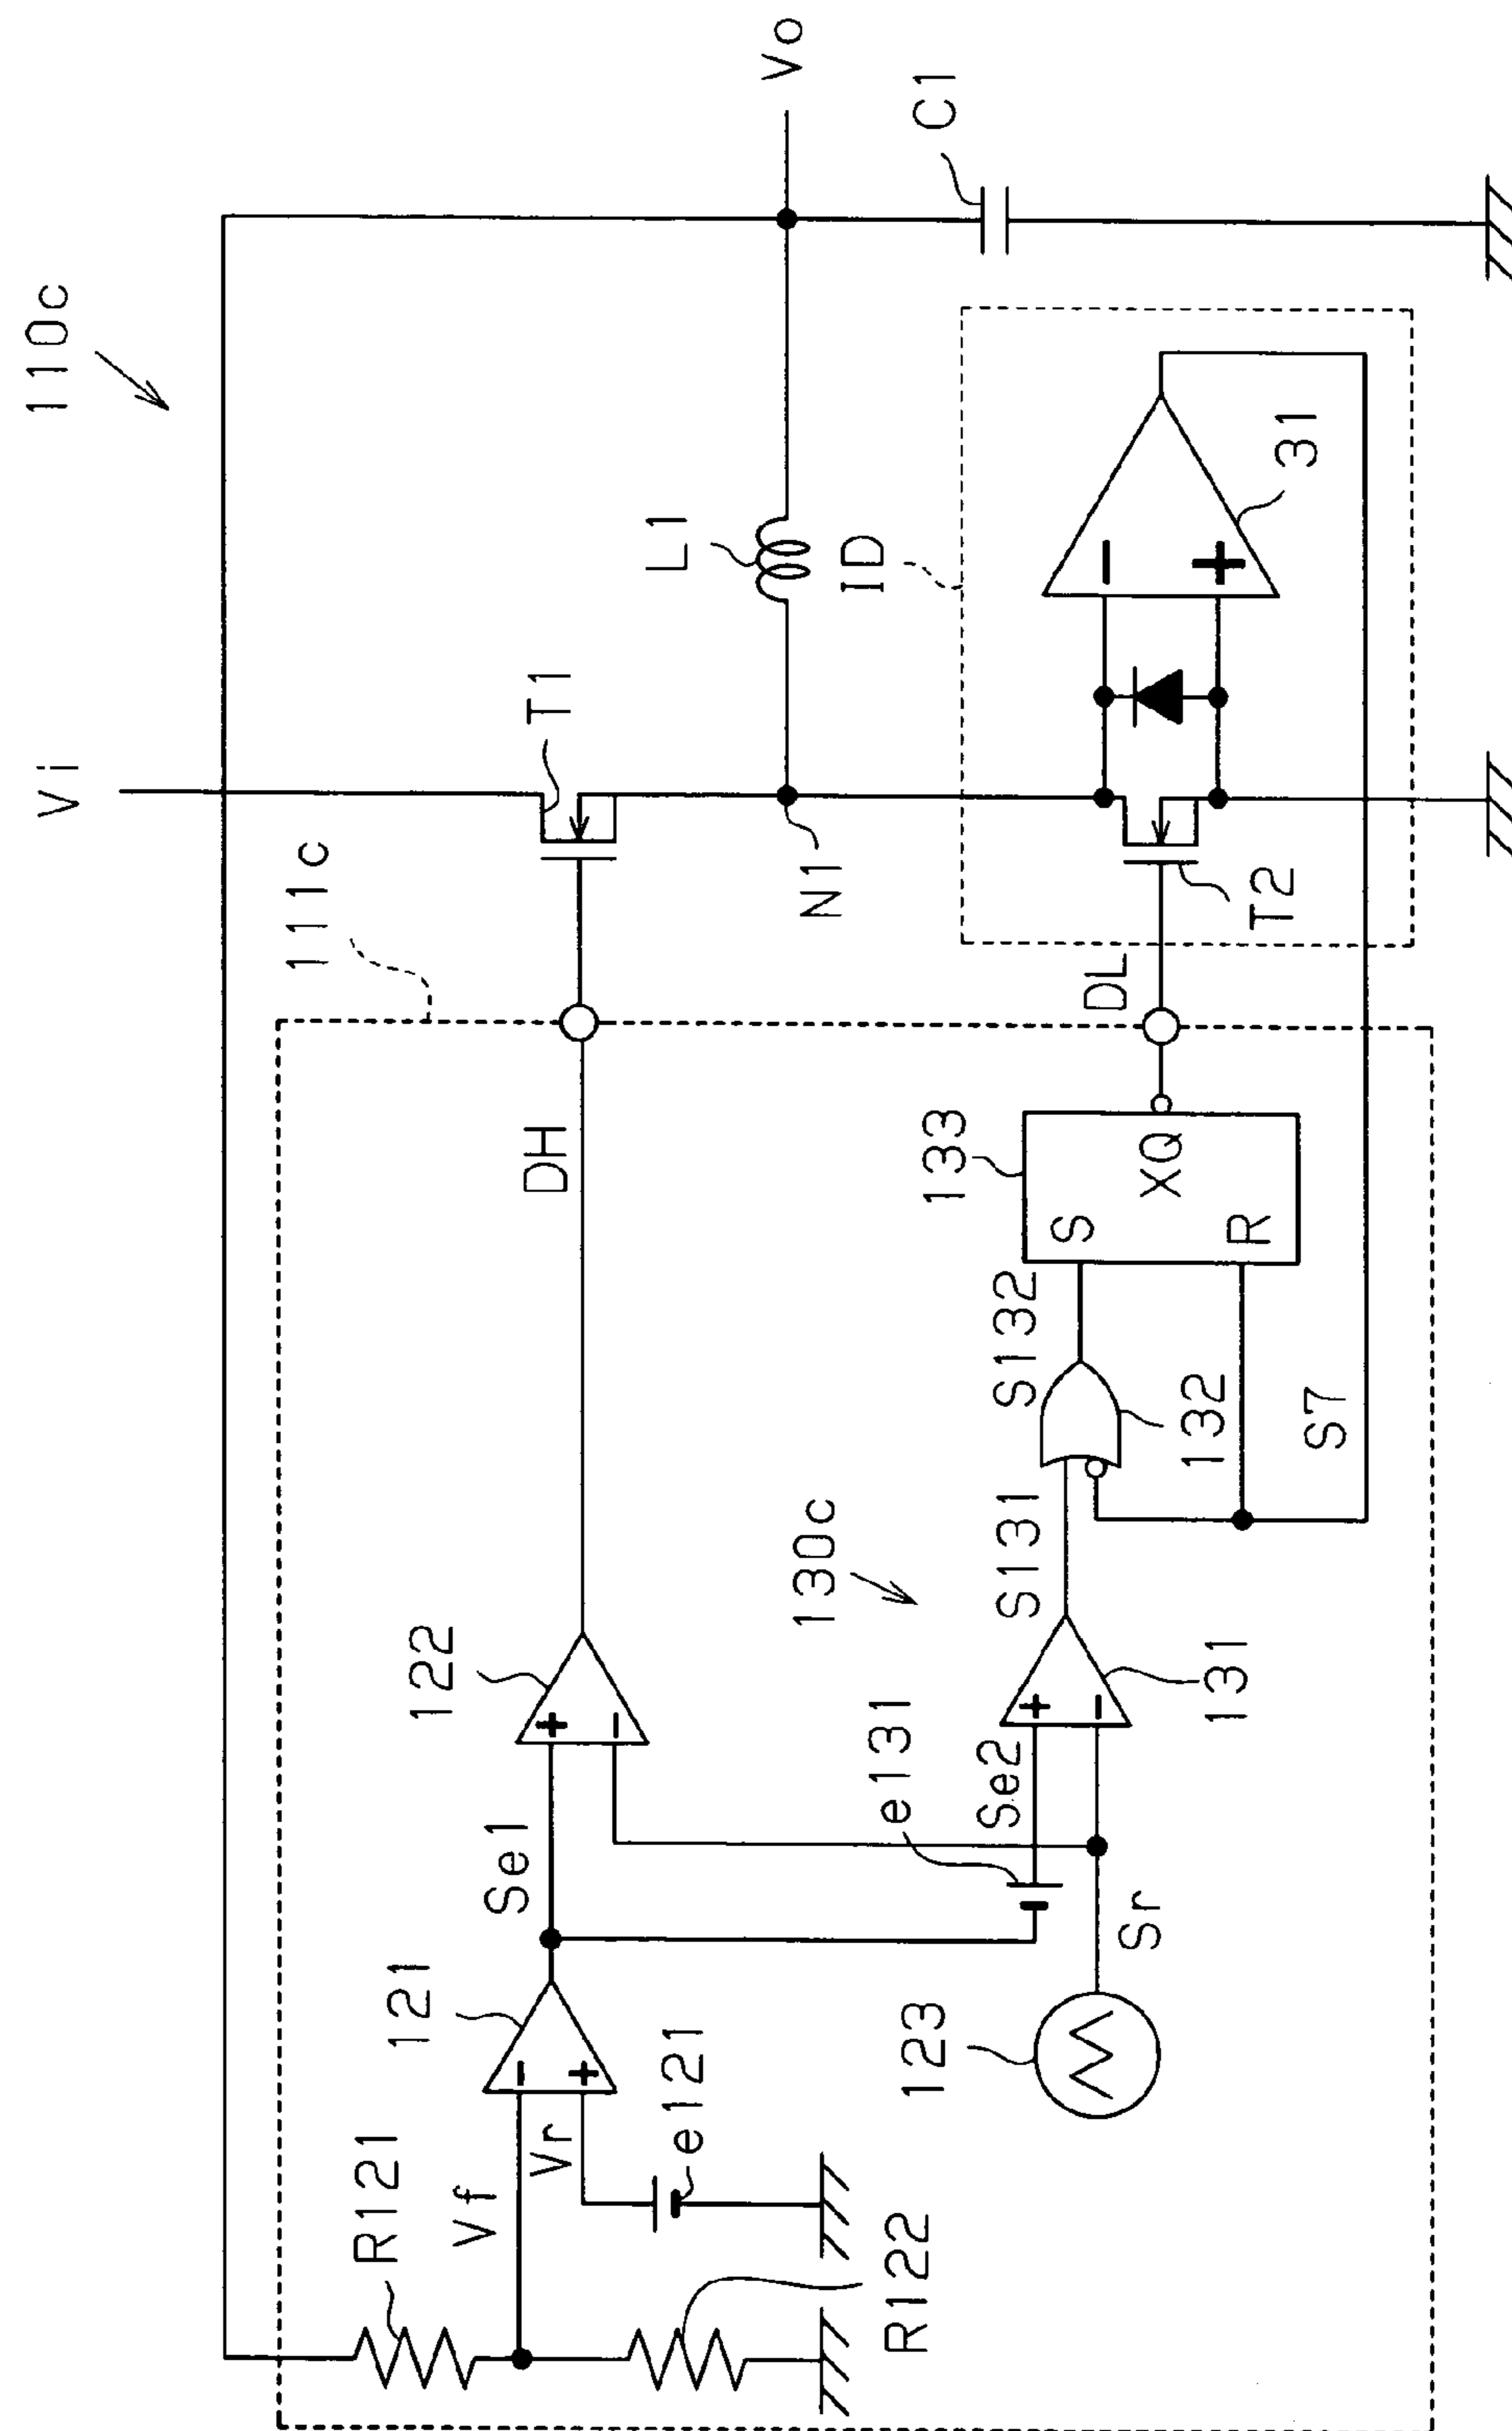 110c
Vi
111c
T1
L1
Vo
C1
N1
ID
31
T2
DL
DH
122
Se1
121
R121
Vf
Vr
e121
R122
123
Sr
e131
Se2
131
130c
S131
132
S132
133
S
R
XQ
S7